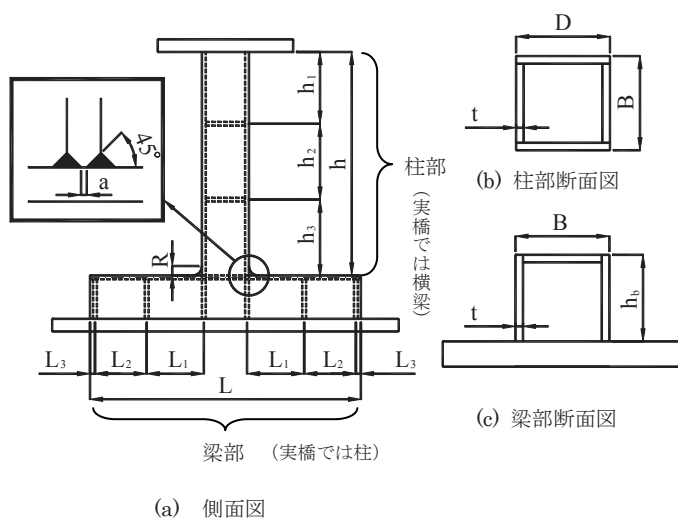 h₁
h₂
h₃
h
45°
a
R
柱部
（実橋では横梁）
L₃
L₂
L₁
L₁
L₂
L₃
L
梁部 （実橋では柱）
(a) 側面図
D
B
t
(b) 柱部断面図
B
h_b
t
(c) 梁部断面図